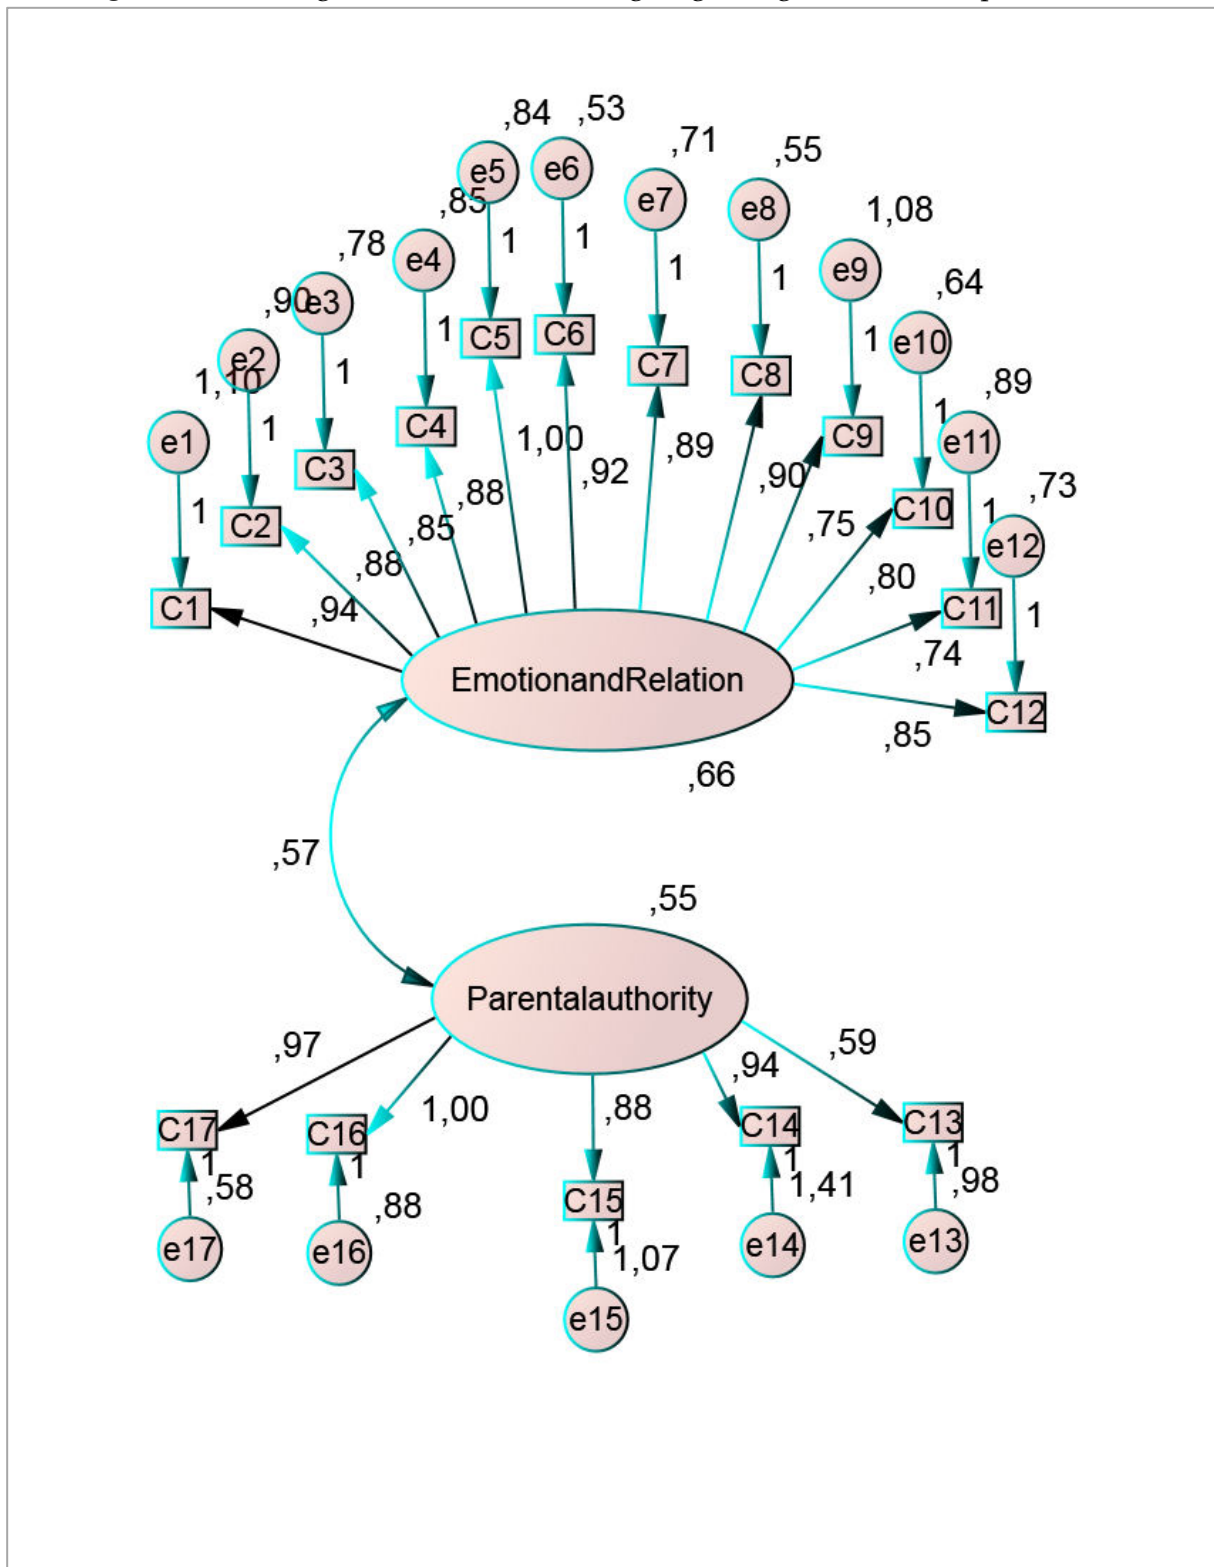 ,84
,53
e5
e6
,71
,55
e7
e8
,85
1,08
e9
,78
e4
1
1
1
1
,64
e10
,90
e3
1
C5
C6
1
e2
1
C7
C8
1
,89
1,10
e11
e1
1
C4
C9
1
,73
C3
1,00
,92
,89
,90
1
C2
,88
,85
,75
C10
1
e12
,88
,80
C1
,94
C11
1
,74
EmotionandRelation
C12
,85
,66
,57
,55
Parentalauthority
,97
,59
,94
1,00
,88
C17
C16
C14
C13
1
1
1
1
,58
,88
C15
1,41
,98
1
e17
e16
1,07
e14
e13
e15